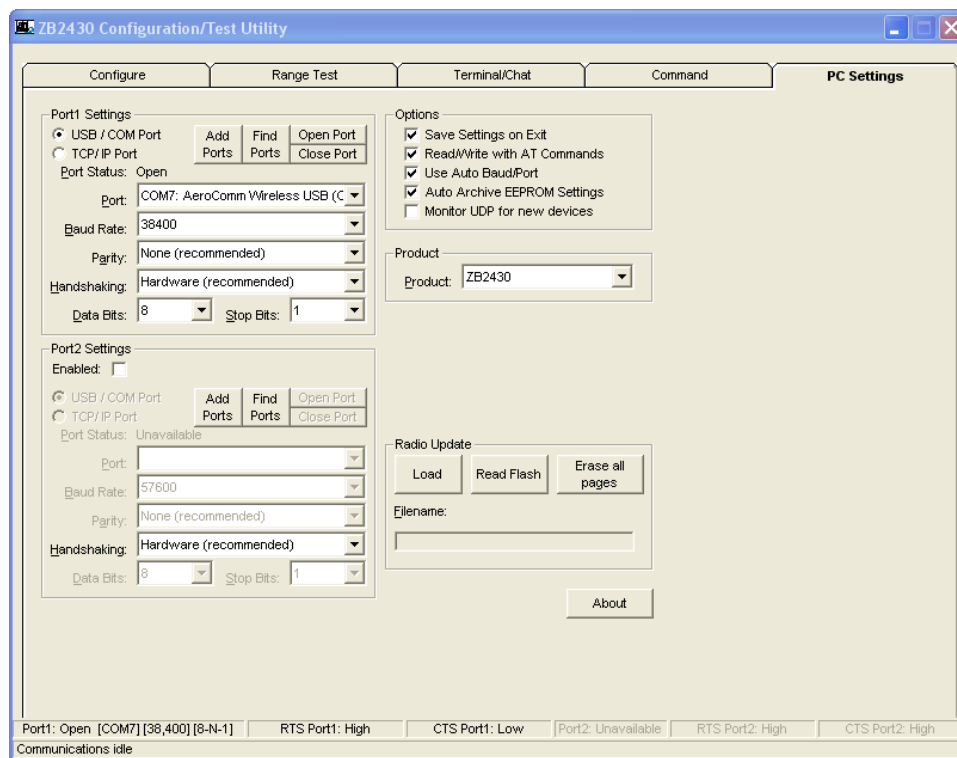 ZB2430 Configuration/Test Utility
Configure Range Test Terminal/Chat Command PC Settings
Port1 Settings
USB / COM Port
TCP/IP Port
Add Ports
Find Ports
Open Port
Close Port
Port Status: Open
Port: COM7: AeroComm Wireless USB (C
Baud Rate: 38400
Parity: None (recommended)
Handshaking: Hardware (recommended)
Data Bits: 8 Stop Bits: 1
Port2 Settings
Enabled:
USB / COM Port
TCP/IP Port
Add Ports
Find Ports
Open Port
Close Port
Port Status: Unavailable
Port:
Baud Rate: 57600
Parity: None (recommended)
Handshaking: Hardware (recommended)
Data Bits: 8 Stop Bits: 1
Options
Save Settings on Exit
Read/Write with AT Commands
Use Auto Baud/Port
Auto Archive EEPROM Settings
Monitor UDP for new devices
Product
Product: ZB2430
Radio Update
Load
Read Flash
Erase all pages
Filename:
About
Port1: Open [COM7] [38,400] [8-N-1] RTS Port1: High CTS Port1: Low Port2: Unavailable RTS Port2: High CTS Port2: High
Communications idle